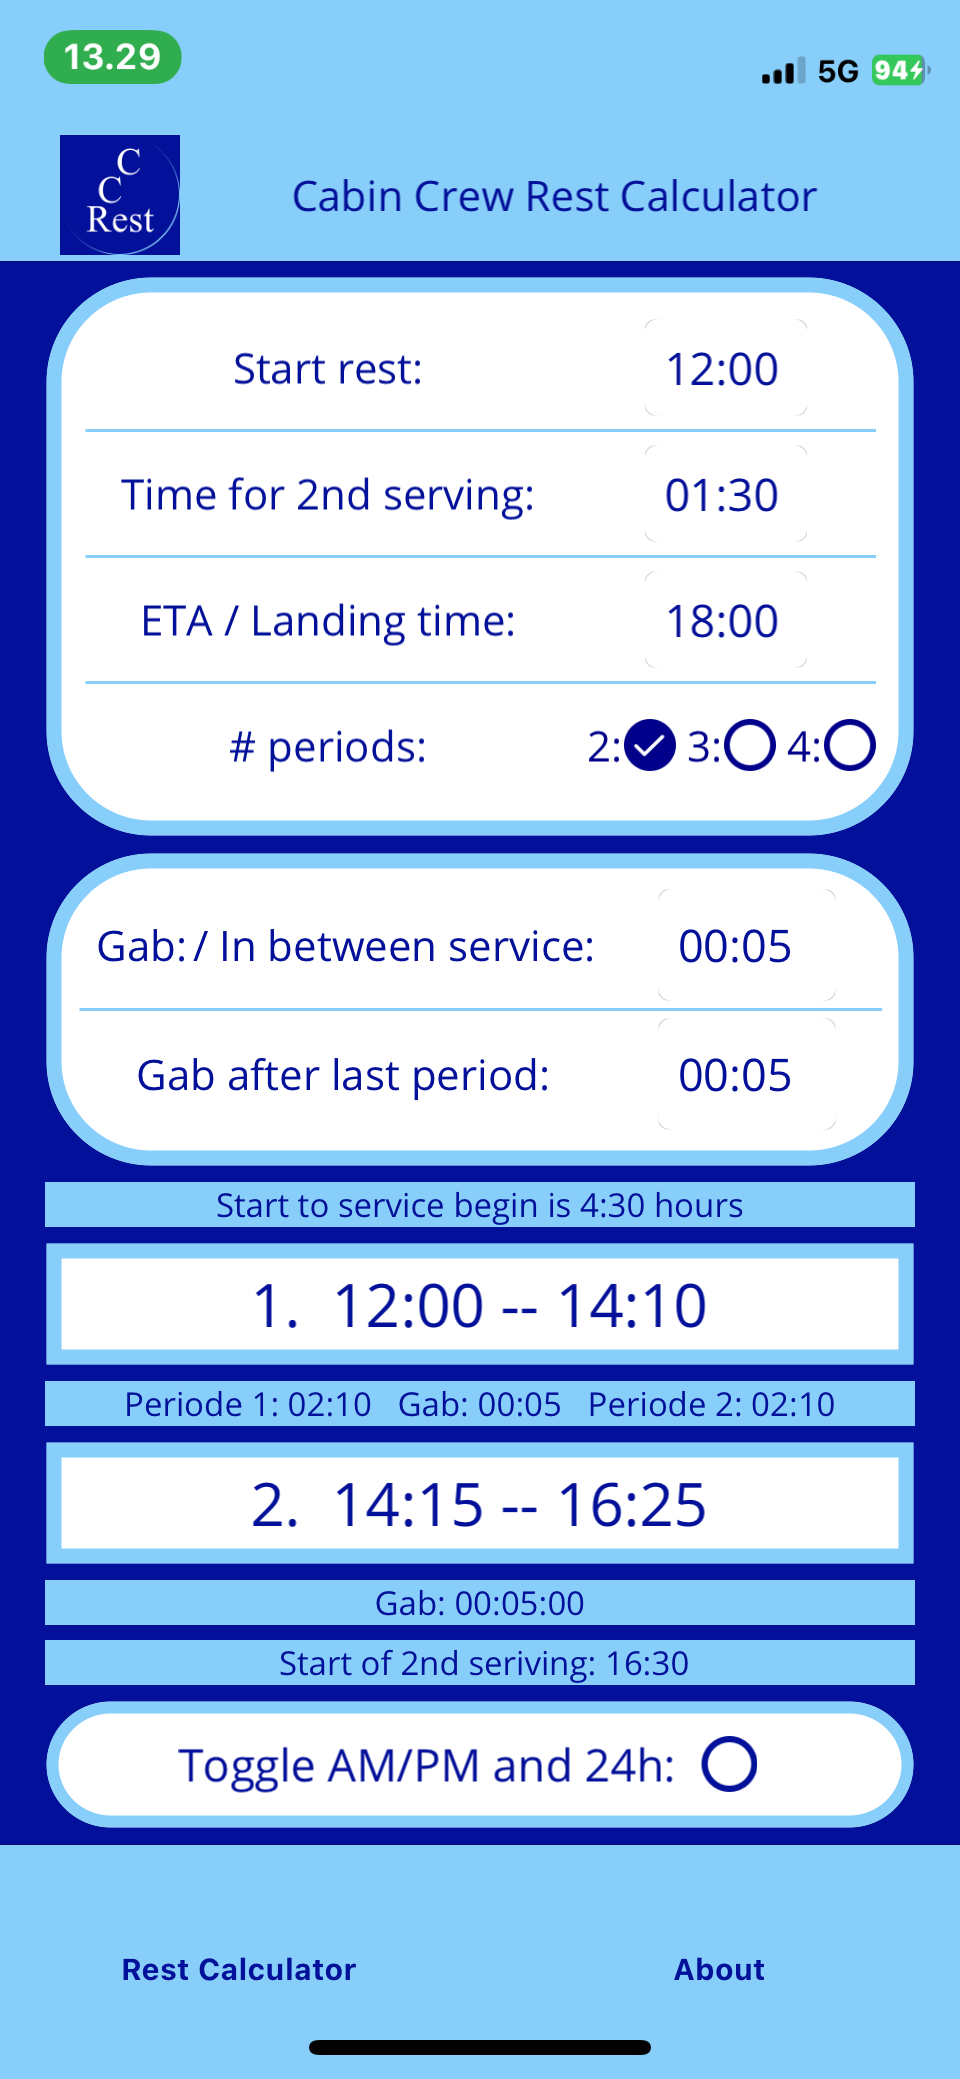 13.29
5G 94
C
C
Rest
Cabin Crew Rest Calculator
Start rest: 12:00
Time for 2nd serving: 01:30
ETA / Landing time: 18:00
# periods: 2: 3: 4:
Gab: / In between service: 00:05
Gab after last period: 00:05
Start to service begin is 4:30 hours
1. 12:00 -- 14:10
Periode 1: 02:10 Gab: 00:05 Periode 2: 02:10
2. 14:15 -- 16:25
Gab: 00:05:00
Start of 2nd seriving: 16:30
Toggle AM/PM and 24h:
Rest Calculator About